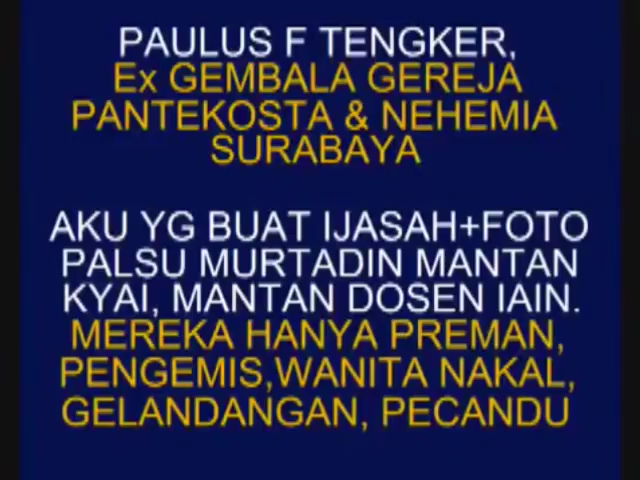 PAULUS F TENGKER,
Ex GEMBALA GEREJA
PANTEKOSTA & NEHEMIA
SURABAYA
AKU YG BUAT IJASAH+FOTO
PALSU MURTADIN MANTAN
KYAI, MANTAN DOSEN IAIN.
MEREKA HANYA PREMAN,
PENGEMIS,WANITA NAKAL,
GELANDANGAN, PECANDU